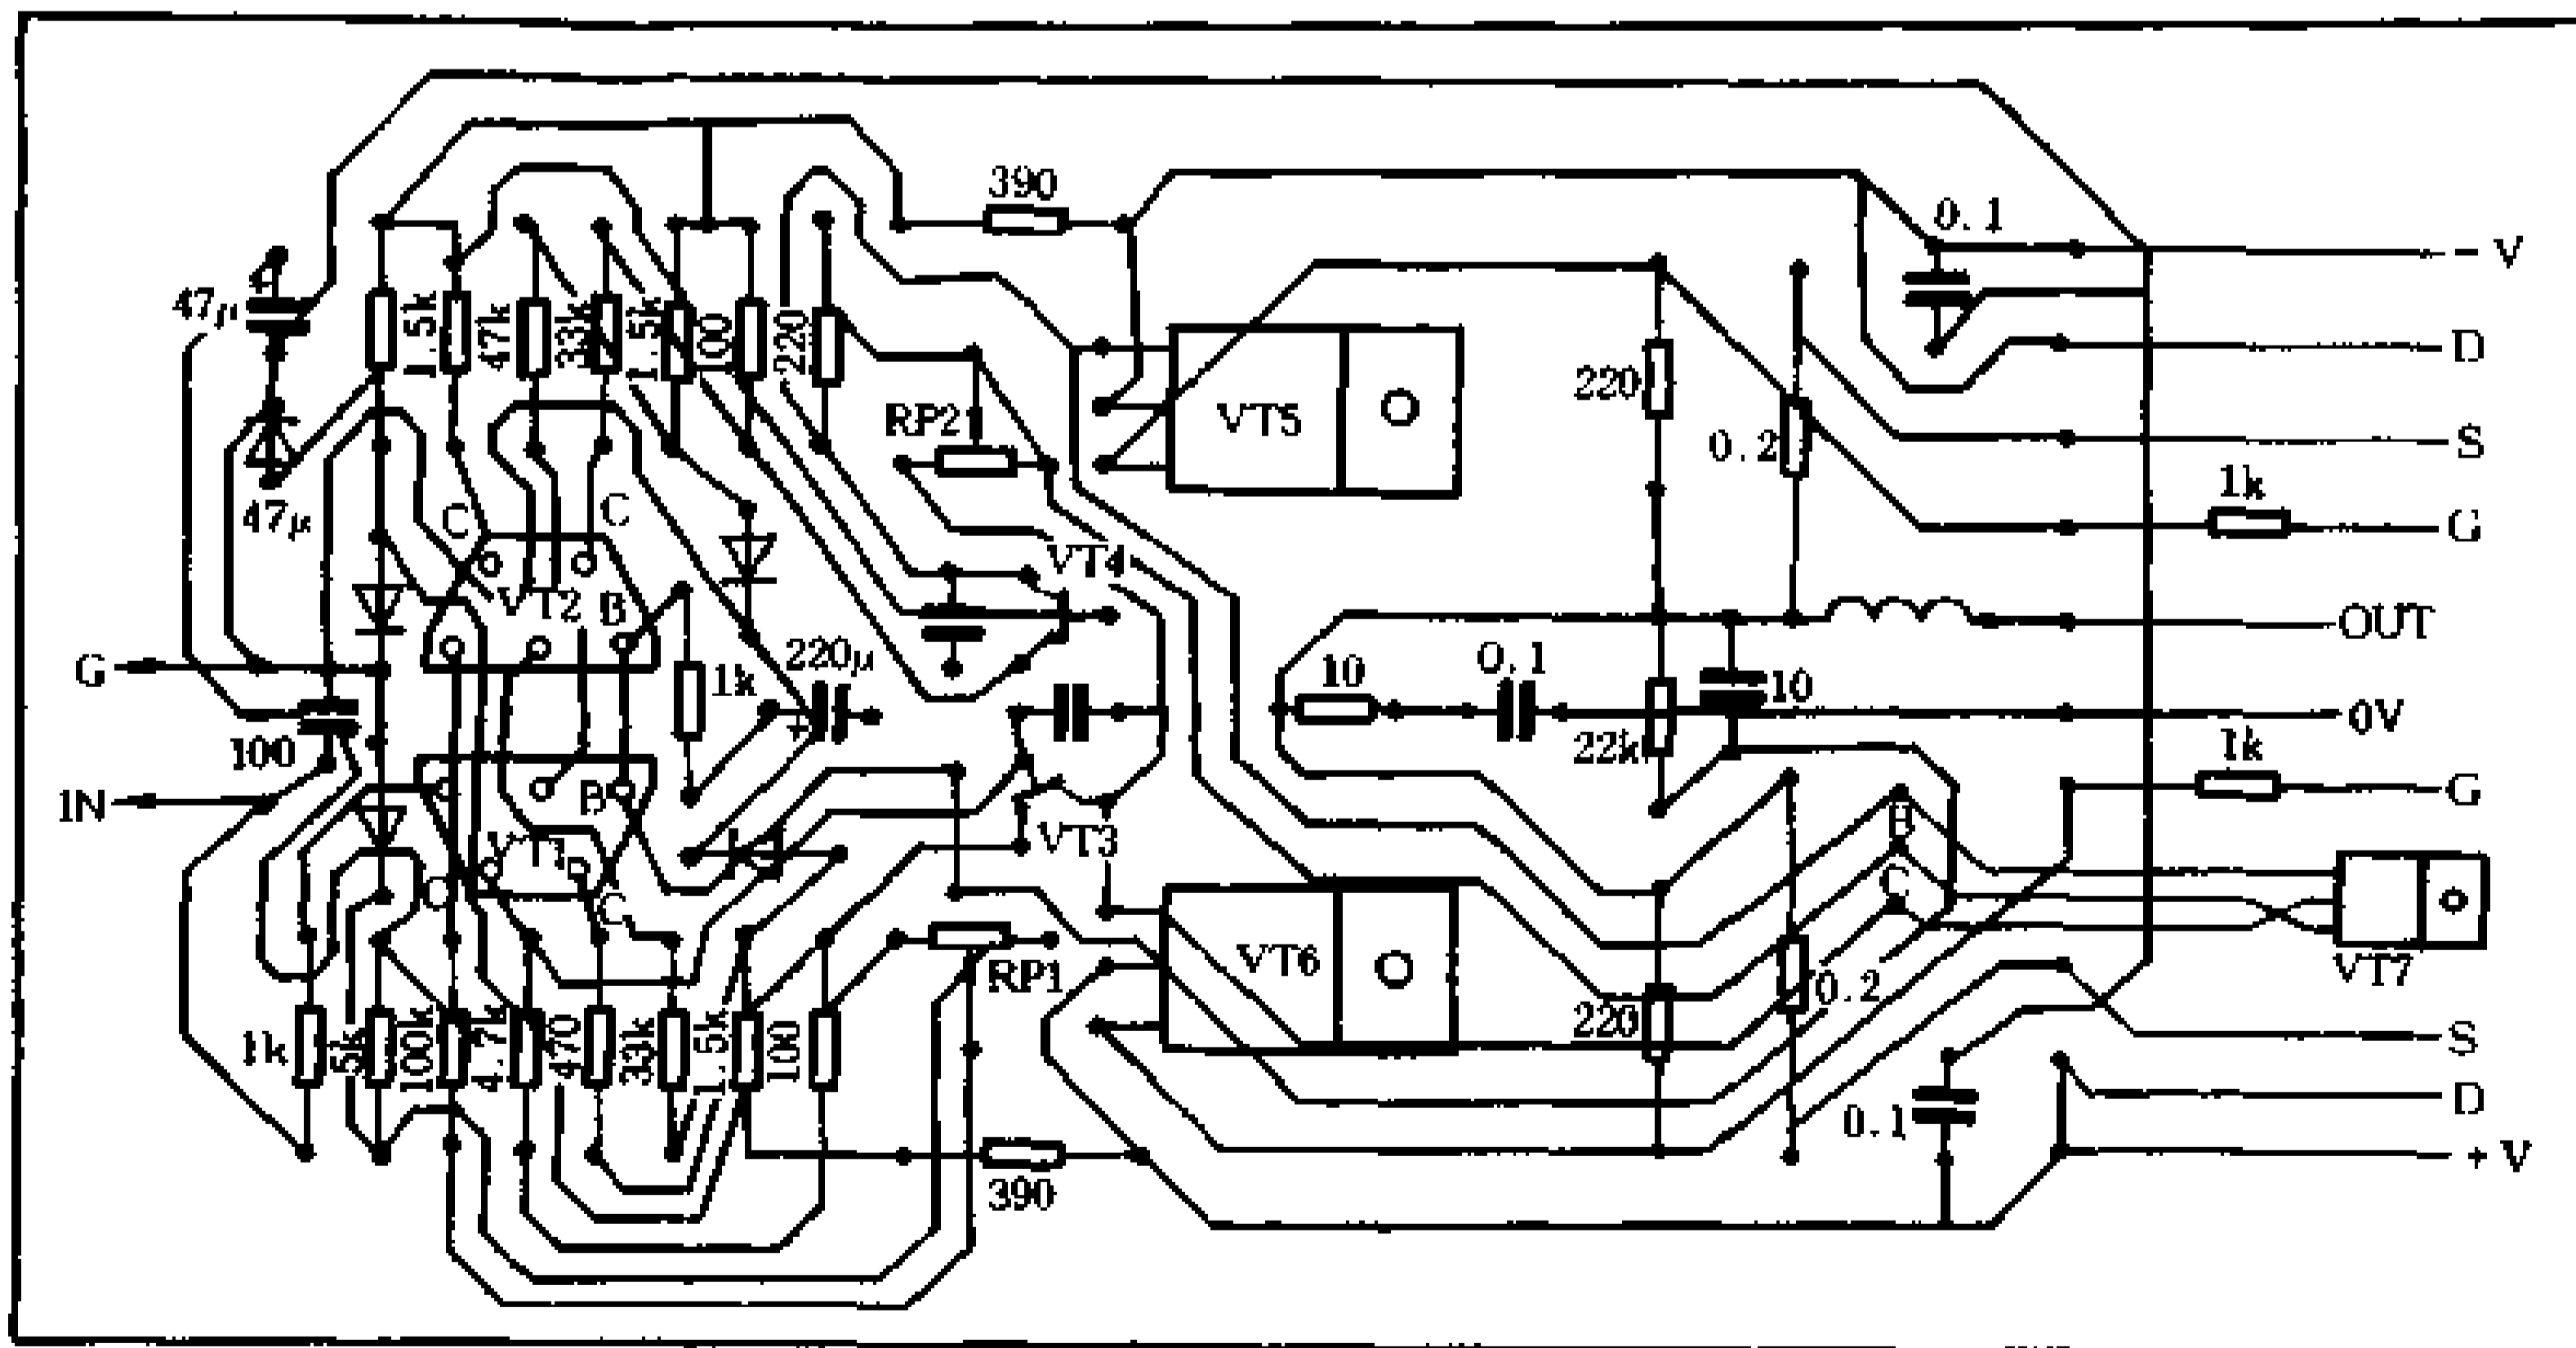 390
0.1
- V
47μ
1.5k
47k
33k
1.5k
100
220
D
RP2
VT5
220
0.2
S
1k
G
47μ
C
C
VT4
VT2
B
OUT
G
1k
220μ
+
10
0.1
10
0V
100
22k
1k
IN
B
G
VT1
VT3
B
C
C
C
RP1
VT6
VT7
0.2
1k
5k
100k
4.7k
470
33k
1.5k
100
220
S
0.1
D
390
+ V